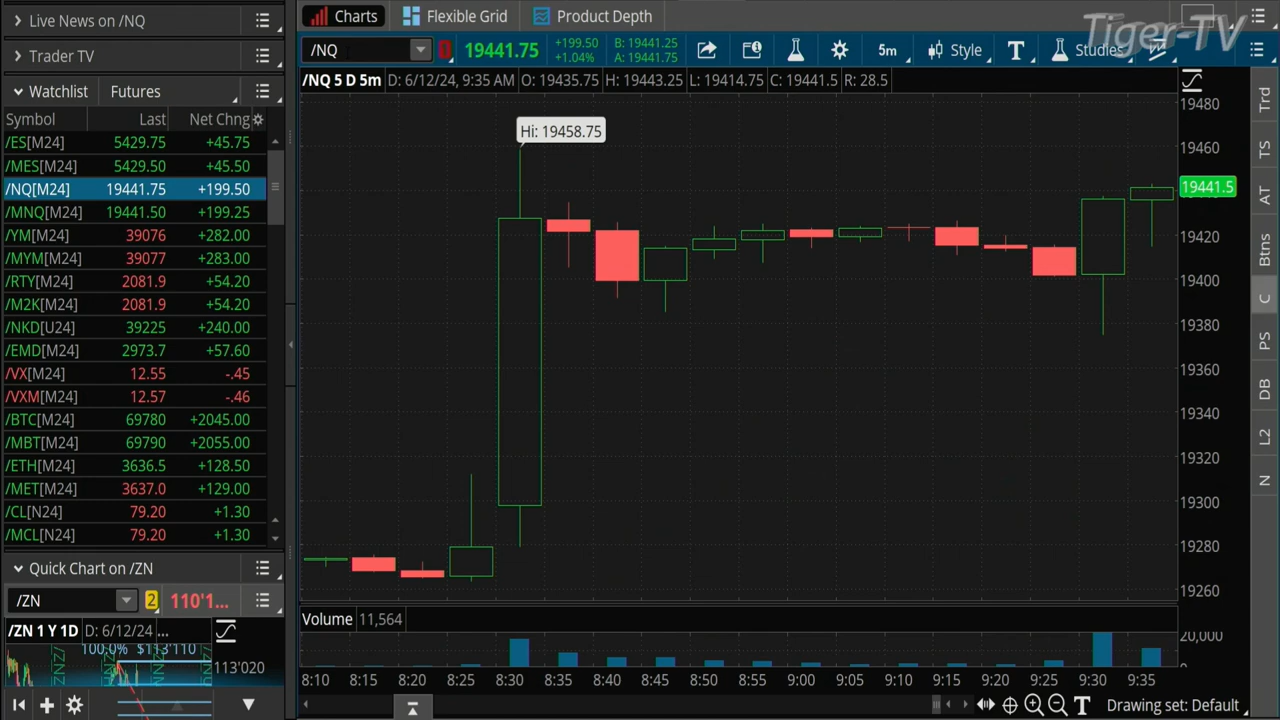 Live News on /NQ
Trader TV
Watchlist Futures
Symbol Last Net Chng
/ES[M24] 5429.75 +45.75
/MES[M24] 5429.50 +45.50
/NQ[M24] 19441.75 +199.50
/MNQ[M24] 19441.50 +199.25
/YM[M24] 39076 +282.00
/MYM[M24] 39077 +283.00
/RTY[M24] 2081.9 +54.20
/M2K[M24] 2081.9 +54.20
/NKD[U24] 39225 +240.00
/EMD[M24] 2973.7 +57.60
/VX[M24] 12.55 -.45
/VXM[M24] 12.57 -.46
/BTC[M24] 69780 +2045.00
/MBT[M24] 69790 +2055.00
/ETH[M24] 3636.5 +128.50
/MET[M24] 3637.0 +129.00
/CL[N24] 79.20 +1.30
/MCL[N24] 79.20 +1.30
Quick Chart on /ZN
/ZN 2 110'1...
/ZN 1 Y 1D D: 6/12/24 ...
100,0% $113'110
113'020
Charts Flexible Grid Product Depth
Tiger-TV
/NQ 19441.75 +199.50 B: 19441.25 5m Style T Studies
+1.04% A: 19441.75
/NQ 5 D 5m D: 6/12/24, 9:35 AM O: 19435.75 H: 19443.25 L: 19414.75 C: 19441.5 R: 28.5
Hi: 19458.75
19480
19460
19441.5
19420
19400
19380
19360
19340
19320
19300
19280
19260
Volume 11,564
20,000
8:10 8:15 8:20 8:25 8:30 8:35 8:40 8:45 8:50 8:55 9:00 9:05 9:10 9:15 9:20 9:25 9:30 9:35
T Drawing set: Default
Trd
TS
AT
Btns
C
PS
DB
L2
N